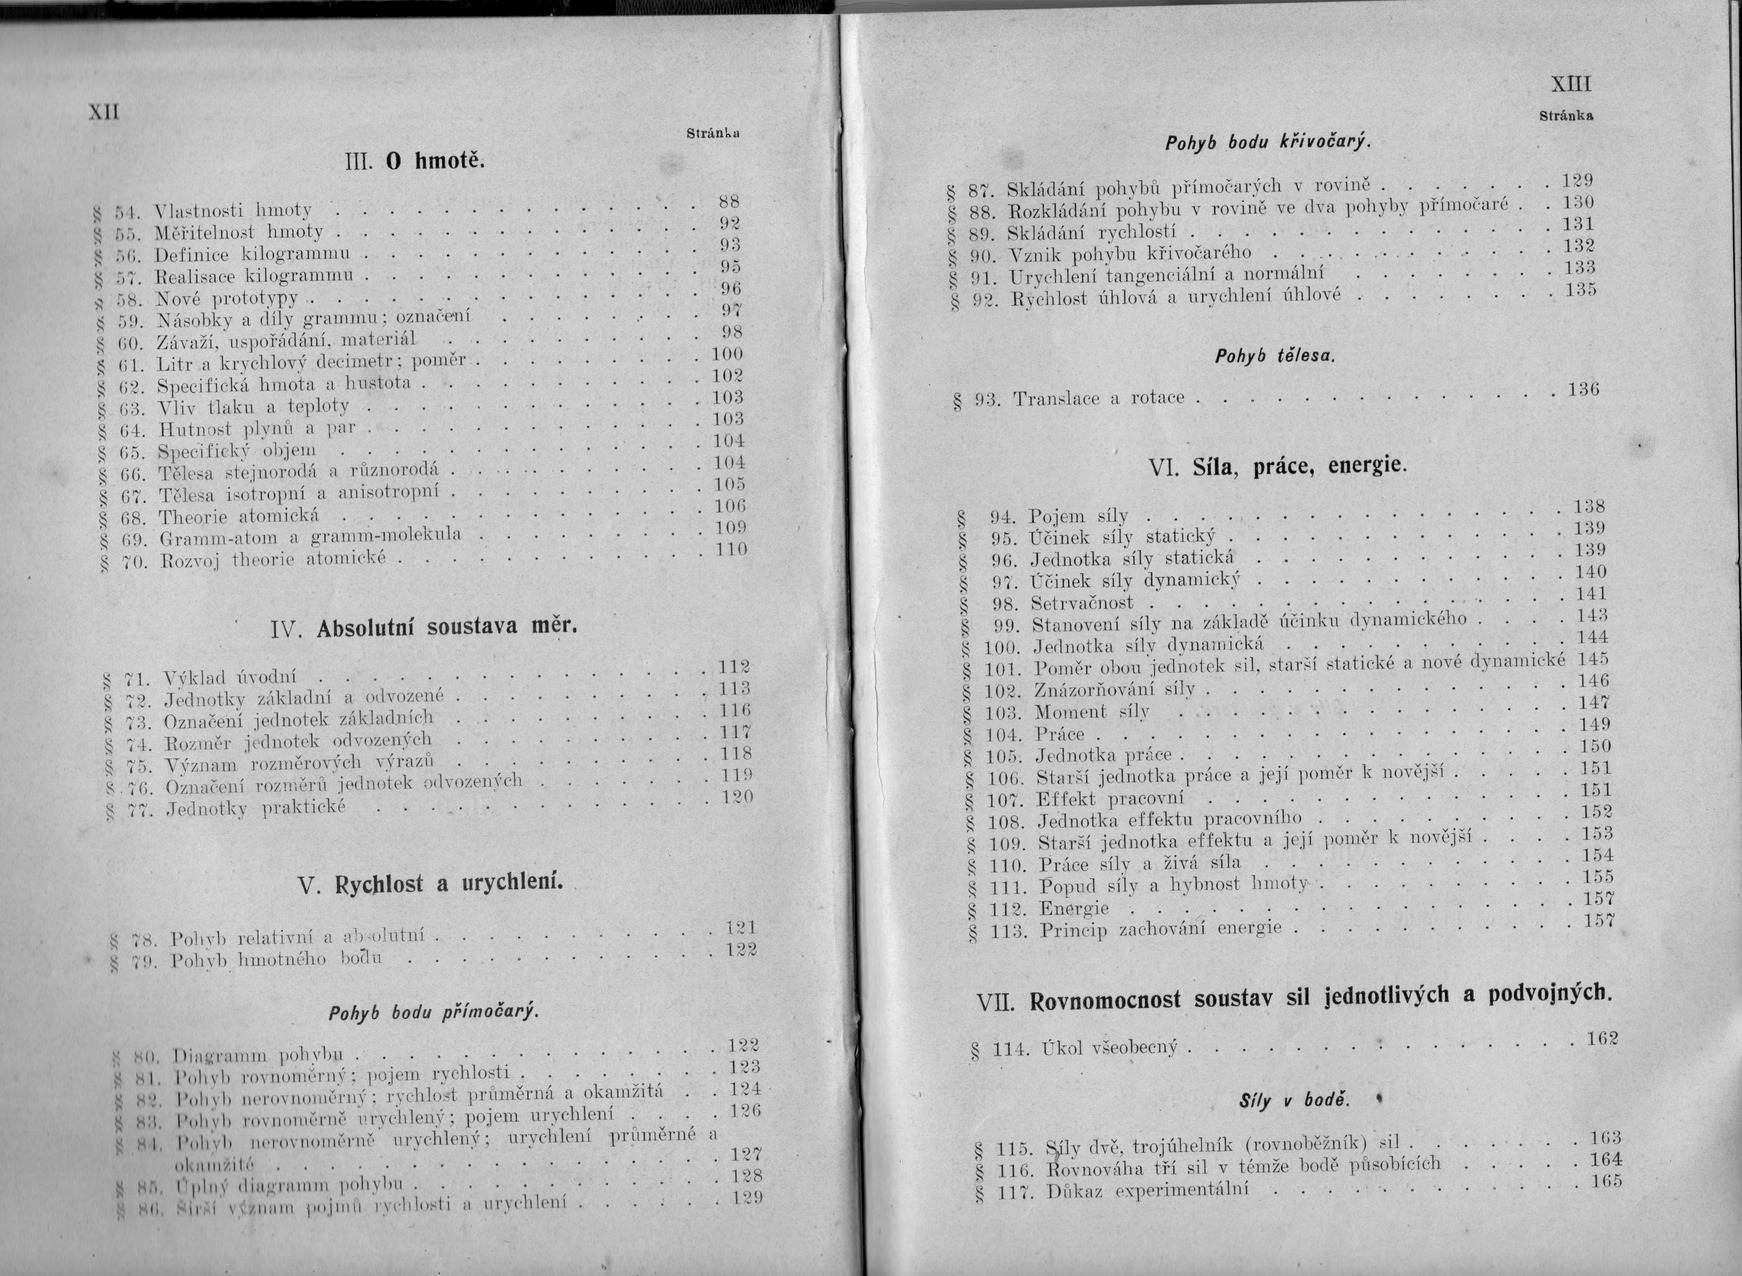 XII
Stránka
III. O hmotě.
§ 54. Vlastnosti hmoty . . . . . . . . . . . . . . 88
§ 55. Měřitelnost hmoty . . . . . . . . . . . . . . 92
§ 56. Definice kilogrammu . . . . . . . . . . . . . 93
§ 57. Realisace kilogrammu . . . . . . . . . . . . . 95
§ 58. Nové prototypy . . . . . . . . . . . . . . . 96
§ 59. Násobky a díly grammu; označení . . . . . . . . 97
§ 60. Závaží, uspořádání, materiál . . . . . . . . . . 98
§ 61. Litr a krychlový decimetr; poměr . . . . . . . . . 100
§ 62. Specifická hmota a hustota . . . . . . . . . . . 102
§ 63. Vliv tlaku a teploty . . . . . . . . . . . . . 103
§ 64. Hutnost plynů a par . . . . . . . . . . . . . 103
§ 65. Specifický objem . . . . . . . . . . . . . . 104
§ 66. Tělesa stejnorodá a různorodá . . . . . . . . . . 104
§ 67. Tělesa isotropní a anisotropní . . . . . . . . . . 105
§ 68. Theorie atomická . . . . . . . . . . . . . . 106
§ 69. Gramm-atom a gramm-molekula . . . . . . . . . 109
§ 70. Rozvoj theorie atomické . . . . . . . . . . . . 110
IV. Absolutní soustava měr.
§ 71. Výklad úvodní . . . . . . . . . . . . . . . 112
§ 72. Jednotky základní a odvozené . . . . . . . . . . 113
§ 73. Označení jednotek základních . . . . . . . . . . 116
§ 74. Rozměr jednotek odvozených . . . . . . . . . . 117
§ 75. Význam rozměrových výrazů . . . . . . . . . . 118
§ 76. Označení rozměrů jednotek odvozených . . . . . . . 119
§ 77. Jednotky praktické . . . . . . . . . . . . . 120
V. Rychlost a urychlení.
§ 78. Pohyb relativní a absolutní . . . . . . . . . . . 121
§ 79. Pohyb hmotného bodu . . . . . . . . . . . . 122
Pohyb bodu přímočarý.
§ 80. Diagramm pohybu . . . . . . . . . . . . . . 122
§ 81. Pohyb rovnoměrný; pojem rychlosti . . . . . . . . 123
§ 82. Pohyb nerovnoměrný; rychlost průměrná a okamžitá . . 124
§ 83. Pohyb rovnoměrně urychlený; pojem urychlení . . . . 126
§ 84. Pohyb nerovnoměrně urychlený; urychlení průměrné a
okamžité . . . . . . . . . . . . . . . . . 127
§ 85. Úplný diagramm pohybu . . . . . . . . . . . . 128
§ 86. Širší význam pojmů rychlosti a urychlení . . . . . . 129
XIII
Stránka
Pohyb bodu křivočarý.
§ 87. Skládání pohybů přímočarých v rovině . . . . . . . 129
§ 88. Rozkládání pohybu v rovině ve dva pohyby přímočaré . . 130
§ 89. Skládání rychlostí . . . . . . . . . . . . . . 131
§ 90. Vznik pohybu křivočarého . . . . . . . . . . . 132
§ 91. Urychlení tangenciální a normální . . . . . . . . 133
§ 92. Rychlost úhlová a urychlení úhlové . . . . . . . . 135
Pohyb tělesa.
§ 93. Translace a rotace . . . . . . . . . . . . . . 136
VI. Síla, práce, energie.
§ 94. Pojem síly . . . . . . . . . . . . . . . . 138
§ 95. Účinek síly statický . . . . . . . . . . . . . 139
§ 96. Jednotka síly statická . . . . . . . . . . . . 139
§ 97. Účinek síly dynamický . . . . . . . . . . . . 140
§ 98. Setrvačnost . . . . . . . . . . . . . . . . 141
§ 99. Stanovení síly na základě účinku dynamického . . . . 143
§ 100. Jednotka síly dynamická . . . . . . . . . . . 144
§ 101. Poměr obou jednotek sil, starší statické a nové dynamické 145
§ 102. Znázorňování síly . . . . . . . . . . . . . . 146
§ 103. Moment síly . . . . . . . . . . . . . . . 147
§ 104. Práce . . . . . . . . . . . . . . . . . . 149
§ 105. Jednotka práce . . . . . . . . . . . . . . . 150
§ 106. Starší jednotka práce a její poměr k novější . . . . . 151
§ 107. Effekt pracovní . . . . . . . . . . . . . . 151
§ 108. Jednotka effektu pracovního . . . . . . . . . . 152
§ 109. Starší jednotka effektu a její poměr k novější . . . . 153
§ 110. Práce síly a živá síla . . . . . . . . . . . . 154
§ 111. Popud síly a hybnost hmoty . . . . . . . . . . 155
§ 112. Energie . . . . . . . . . . . . . . . . . 157
§ 113. Princip zachování energie . . . . . . . . . . . 157
VII. Rovnomocnost soustav sil jednotlivých a podvojných.
§ 114. Úkol všeobecný . . . . . . . . . . . . . . . 162
Síly v bodě.
§ 115. Síly dvě, trojúhelník (rovnoběžník) sil . . . . . . . 163
§ 116. Rovnováha tří sil v témže bodě působících . . . . . 164
§ 117. Důkaz experimentální . . . . . . . . . . . . 165